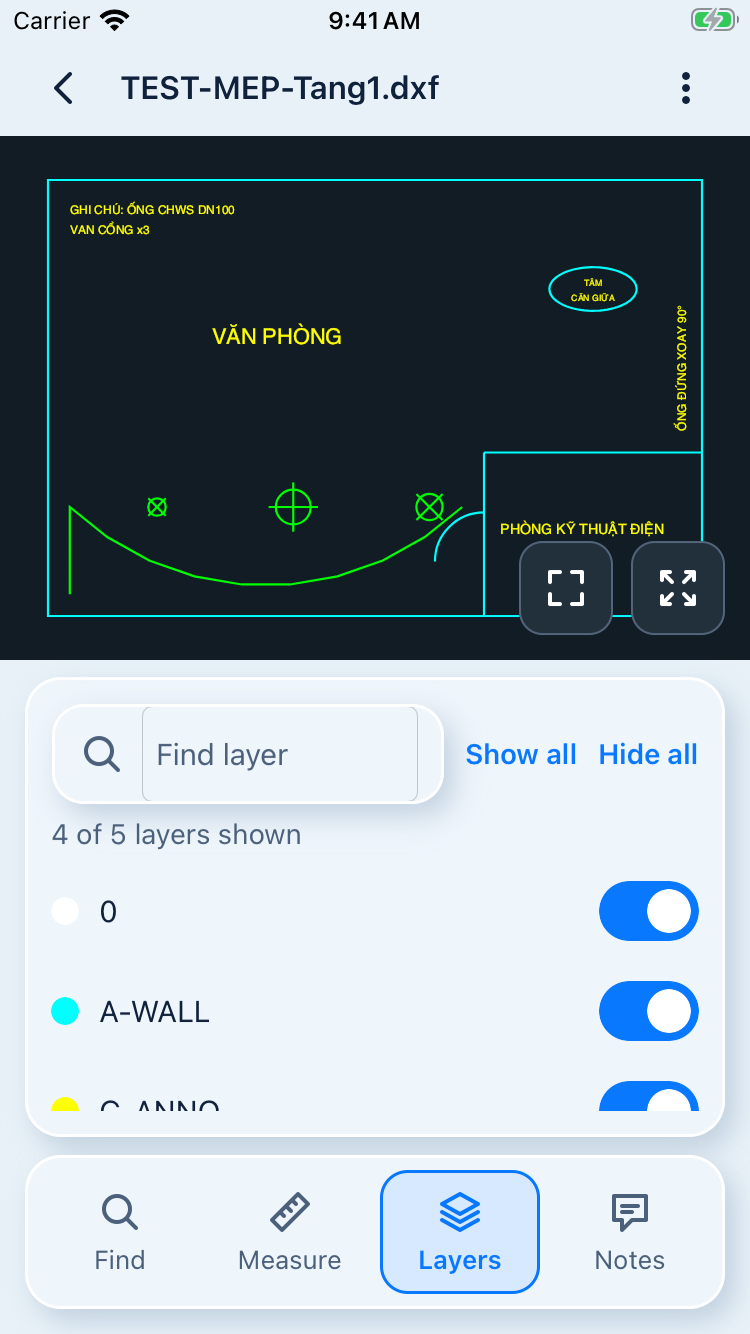 Carrier 9:41 AM
TEST-MEP-Tang1.dxf
GHI CHÚ: ỐNG CHWS DN100
VAN CỔNG x3
TÂM
CĂN GIỮA
VĂN PHÒNG
ỐNG ĐỨNG XOAY 90°
PHÒNG KỸ THUẬT ĐIỆN
Find layer Show all Hide all
4 of 5 layers shown
0
A-WALL
Find Measure Layers Notes